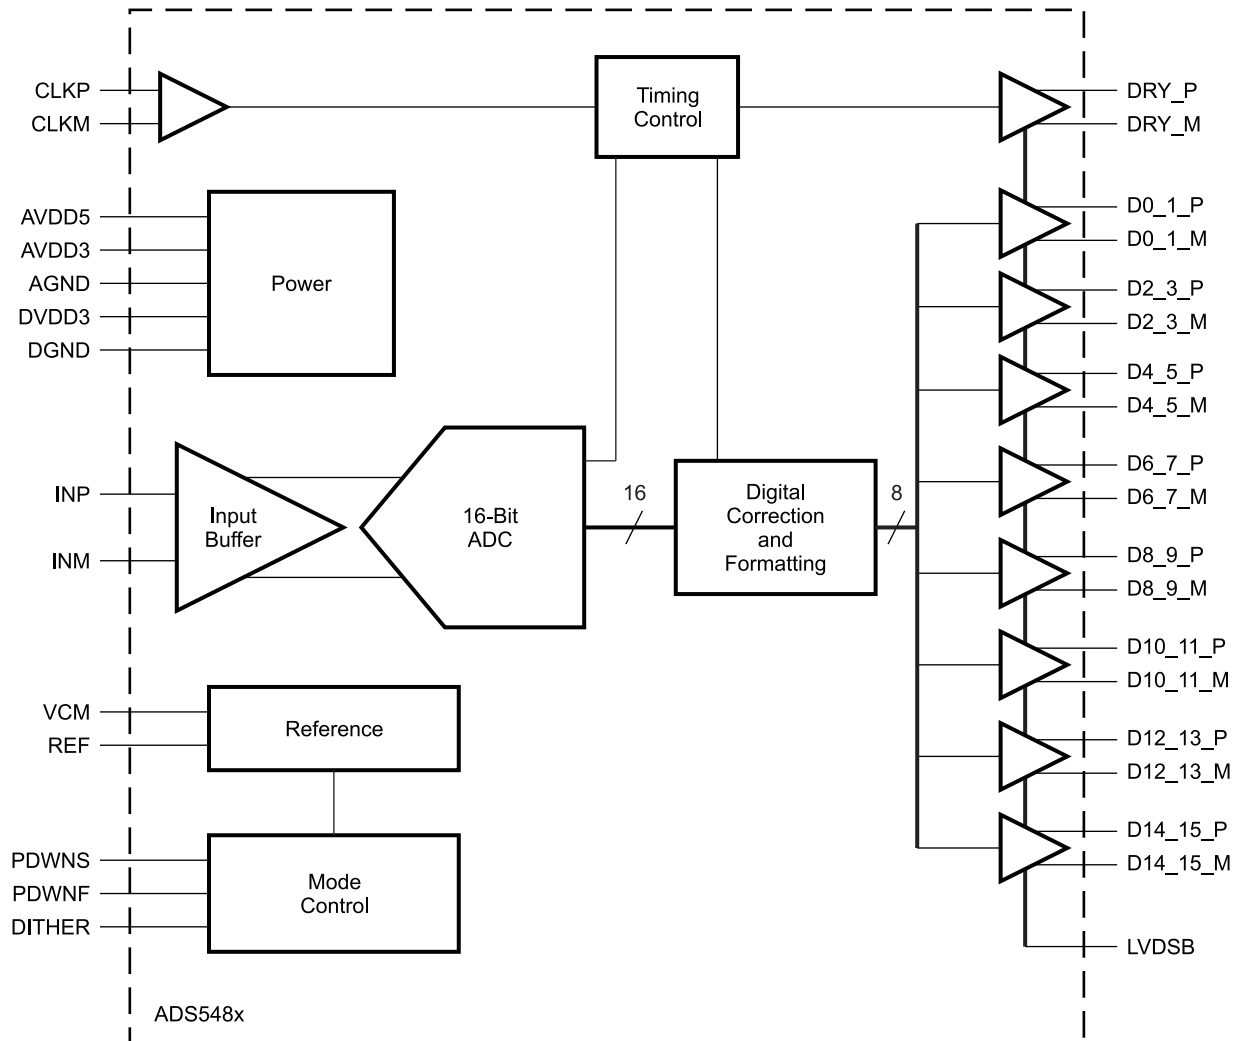 CLKP
CLKM
Timing
Control
DRY_P
DRY_M
AVDD5
AVDD3
AGND
DVDD3
DGND
Power
D0_1_P
D0_1_M
D2_3_P
D2_3_M
D4_5_P
D4_5_M
INP
INM
Input
Buffer
16-Bit
ADC
16
Digital
Correction
and
Formatting
8
D6_7_P
D6_7_M
D8_9_P
D8_9_M
D10_11_P
D10_11_M
VCM
REF
Reference
D12_13_P
D12_13_M
D14_15_P
D14_15_M
PDWNS
PDWNF
DITHER
Mode
Control
LVDSB
ADS548x